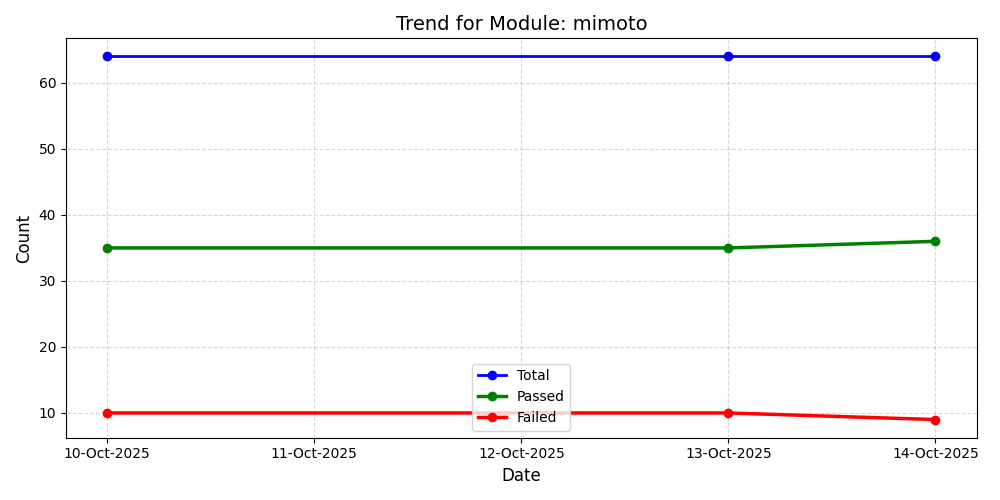 Trend for Module: mimoto
Count
60
50
40
30
20
10
Total
Passed
Failed
10-Oct-2025
11-Oct-2025
12-Oct-2025
13-Oct-2025
14-Oct-2025
Date